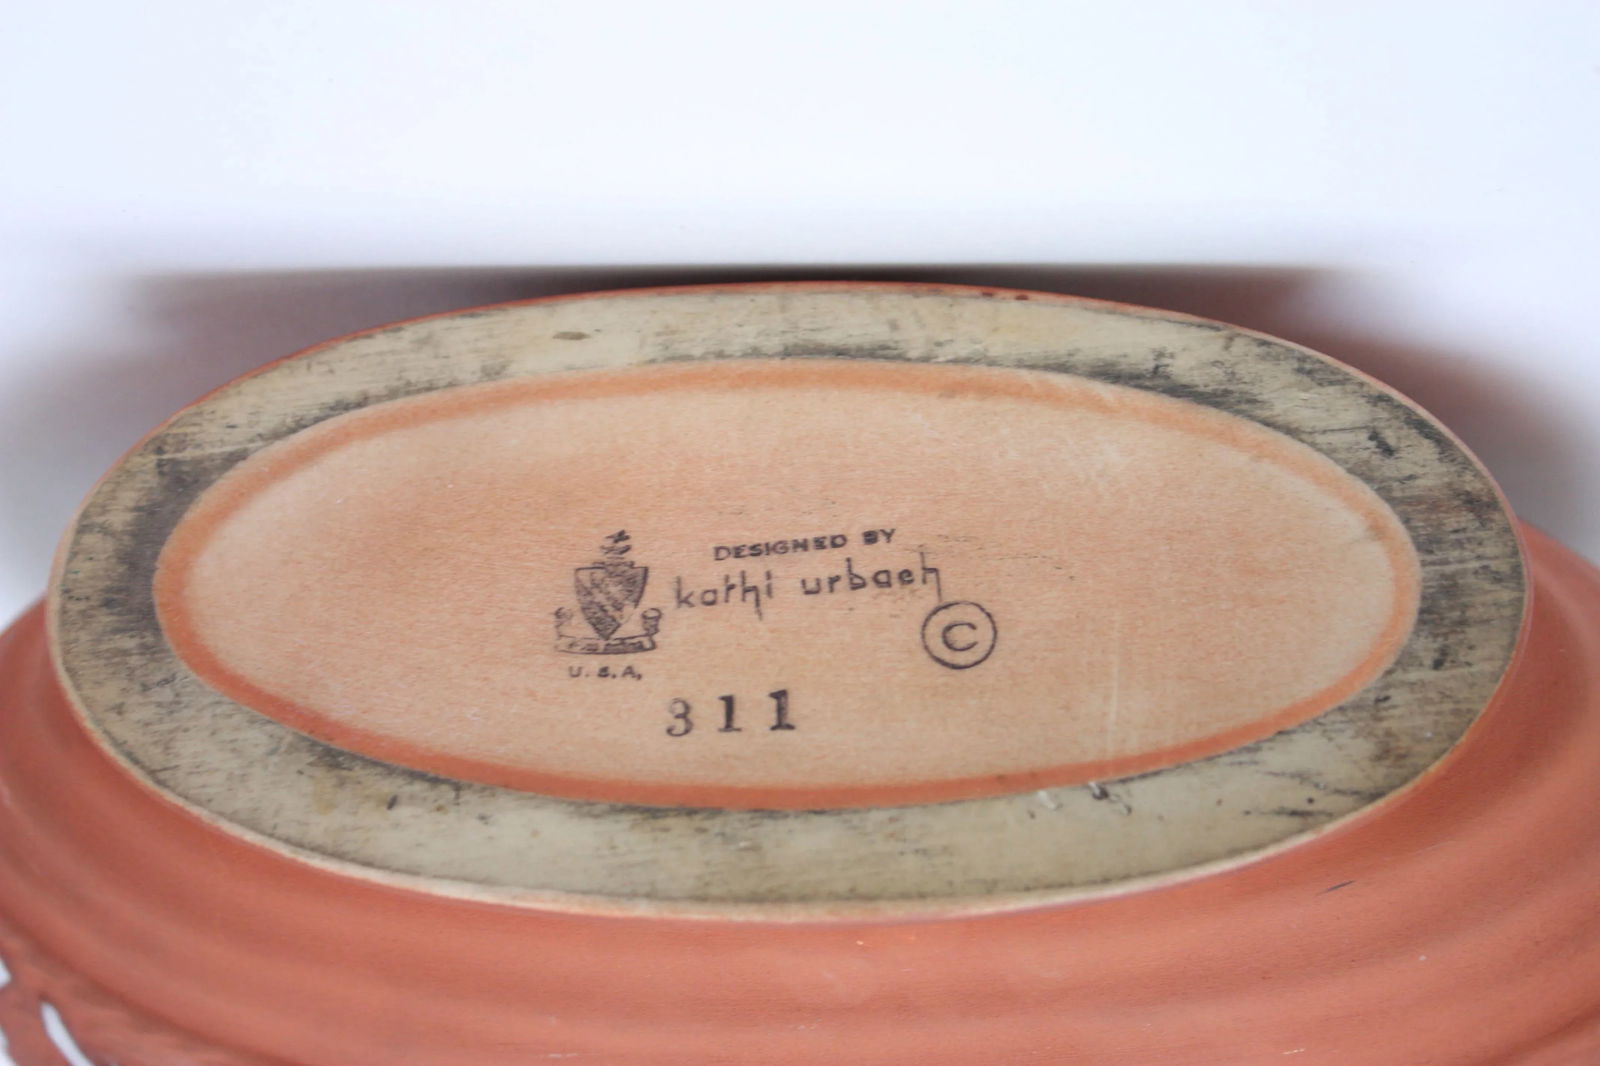 DESIGNED BY
kathi urbach
©
U.S.A.
311